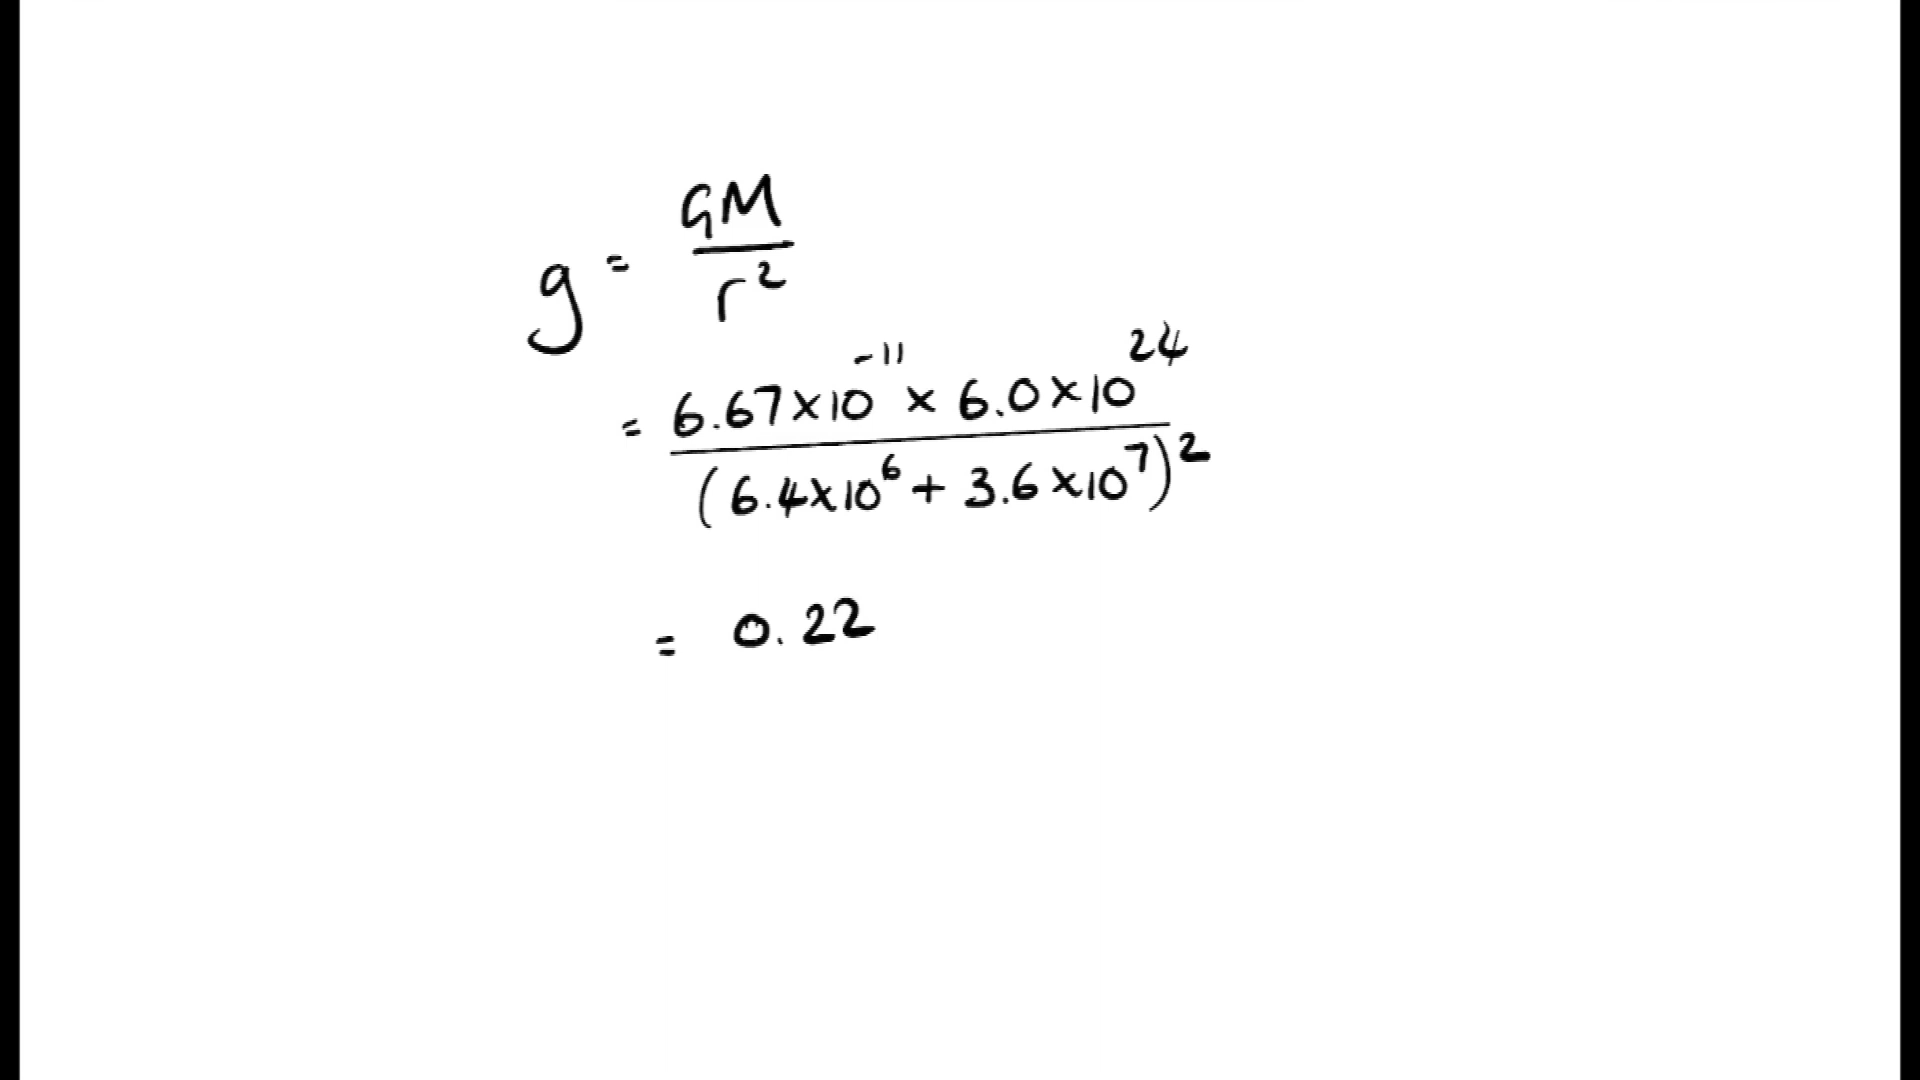 g = GM / r²
= 6.67×10⁻¹¹ × 6.0×10²⁴ / (6.4×10⁶ + 3.6×10⁷)²
= 0.22